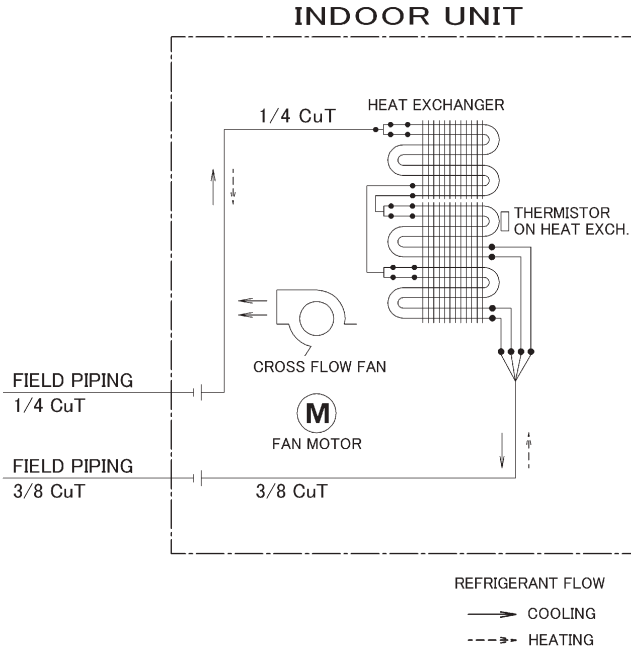 INDOOR UNIT
HEAT EXCHANGER
1/4 CuT
THERMISTOR
ON HEAT EXCH.
CROSS FLOW FAN
FIELD PIPING
1/4 CuT
M
FAN MOTOR
FIELD PIPING
3/8 CuT
3/8 CuT
REFRIGERANT FLOW
COOLING
HEATING